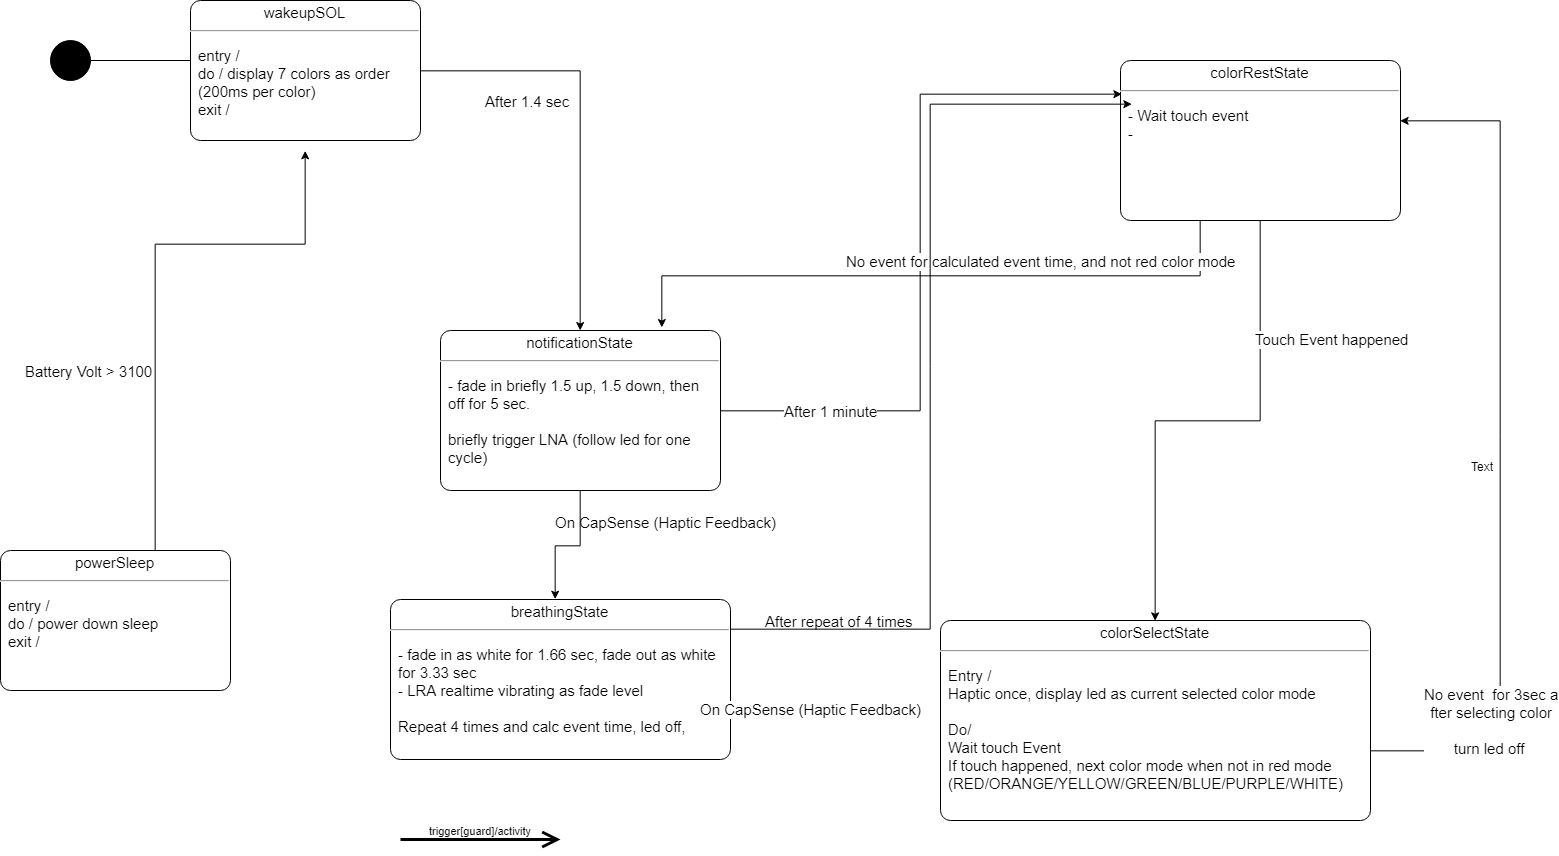 wakeupSOL
entry /
do / display 7 colors as order
(200ms per color)
exit /
After 1.4 sec
colorRestState
- Wait touch event
-
No event for calculated event time, and not red color mode
Touch Event happened
notificationState
- fade in briefly 1.5 up, 1.5 down, then
off for 5 sec.
briefly trigger LNA (follow led for one
cycle)
After 1 minute
Battery Volt > 3100
Text
On CapSense (Haptic Feedback)
powerSleep
entry /
do / power down sleep
exit /
breathingState
- fade in as white for 1.66 sec, fade out as white
for 3.33 sec
- LRA realtime vibrating as fade level
Repeat 4 times and calc event time, led off,
After repeat of 4 times
On CapSense (Haptic Feedback)
colorSelectState
Entry /
Haptic once, display led as current selected color mode
Do/
Wait touch Event
If touch happened, next color mode when not in red mode
(RED/ORANGE/YELLOW/GREEN/BLUE/PURPLE/WHITE)
No event  for 3sec a
fter selecting color
turn led off
trigger[guard]/activity